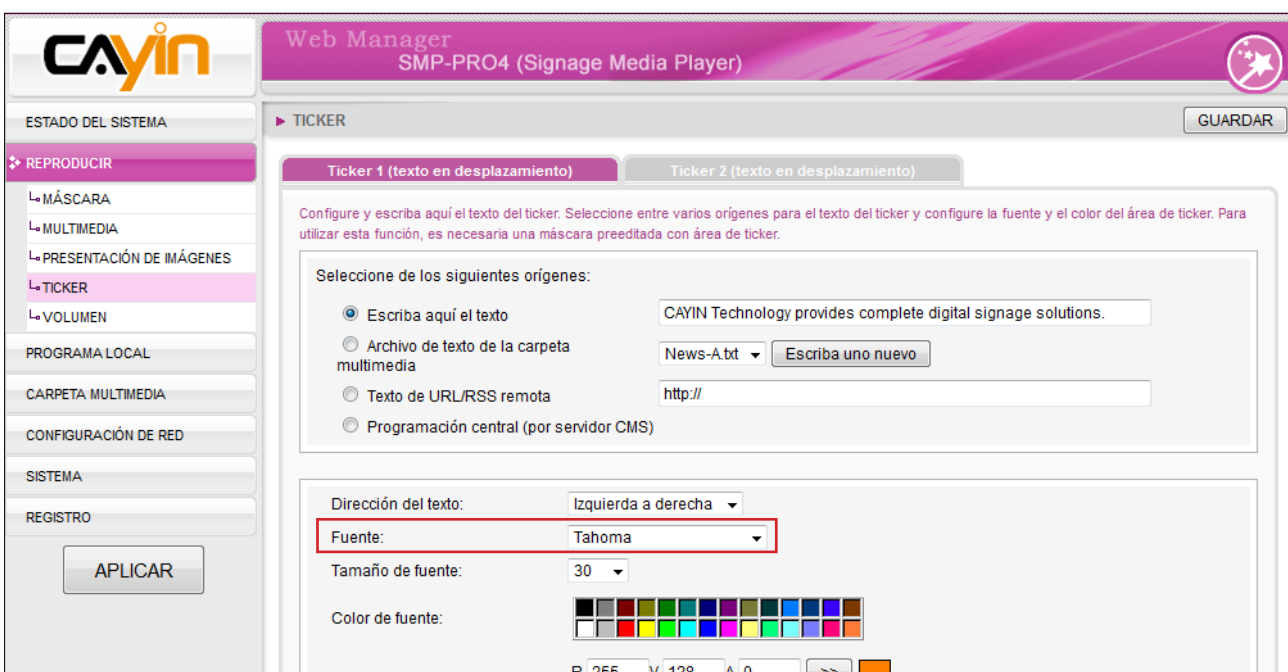 CAYIN
Web Manager
SMP-PRO4 (Signage Media Player)
ESTADO DEL SISTEMA
REPRODUCIR
MÁSCARA
MULTIMEDIA
PRESENTACIÓN DE IMÁGENES
TICKER
VOLUMEN
PROGRAMA LOCAL
CARPETA MULTIMEDIA
CONFIGURACIÓN DE RED
SISTEMA
REGISTRO
APLICAR
TICKER
GUARDAR
Ticker 1 (texto en desplazamiento)
Ticker 2 (texto en desplazamiento)
Configure y escriba aquí el texto del ticker. Seleccione entre varios orígenes para el texto del ticker y configure la fuente y el color del área de ticker. Para
utilizar esta función, es necesaria una máscara preeditada con área de ticker.
Seleccione de los siguientes orígenes:
Escriba aquí el texto
CAYIN Technology provides complete digital signage solutions.
Archivo de texto de la carpeta
multimedia
News-A.txt
Escriba uno nuevo
Texto de URL/RSS remota
http://
Programación central (por servidor CMS)
Dirección del texto:
Izquierda a derecha
Fuente:
Tahoma
Tamaño de fuente:
30
Color de fuente:
R 255 V 128 A 0 >>